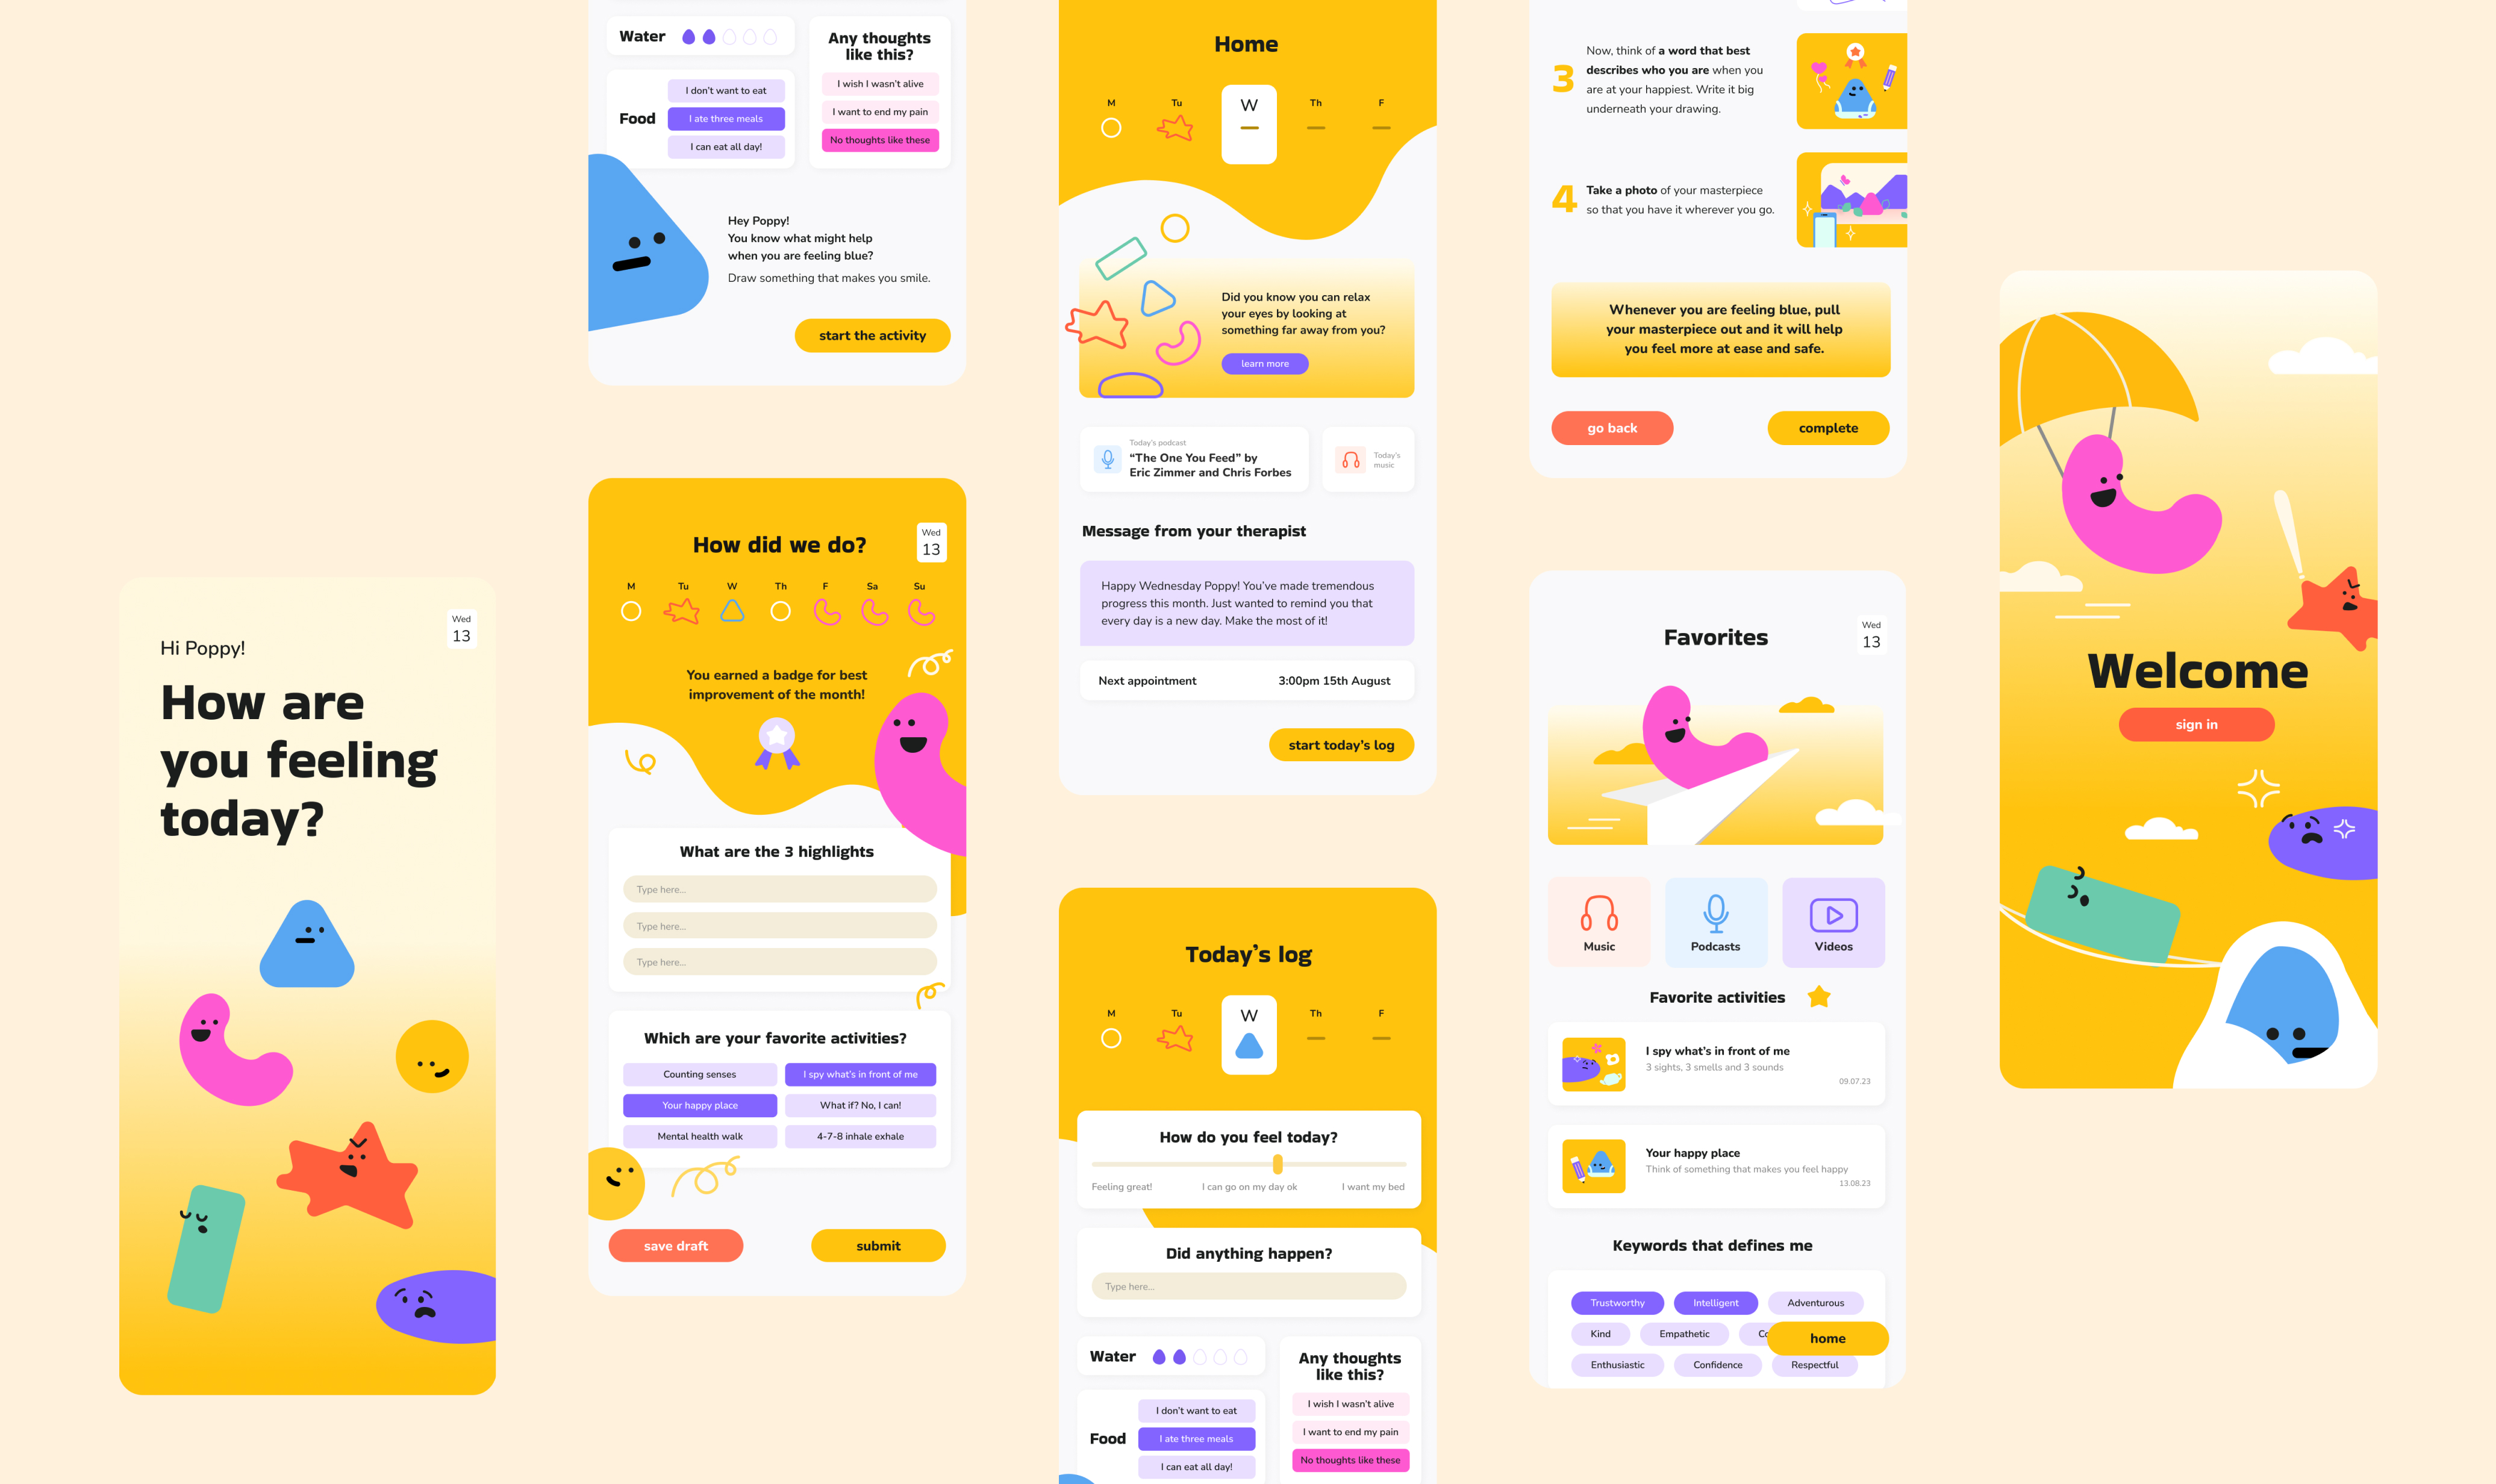 Hi Poppy!
Wed
13
How are
you feeling
today?
Water
Food
I don't want to eat
I ate three meals
I can eat all day!
Any thoughts
like this?
I wish I wasn't alive
I want to end my pain
No thoughts like these
Hey Poppy!
You know what might help
when you are feeling blue?
Draw something that makes you smile.
start the activity
How did we do?
Wed
13
M Tu W Th F Sa Su
You earned a badge for best
improvement of the month!
What are the 3 highlights
Type here...
Type here...
Type here...
Which are your favorite activities?
Counting senses
I spy what's in front of me
Your happy place
What if? No, I can!
Mental health walk
4-7-8 inhale exhale
save draft
submit
Home
M Tu W Th F
Did you know you can relax
your eyes by looking at
something far away from you?
learn more
Today's podcast
“The One You Feed” by
Eric Zimmer and Chris Forbes
Today's
music
Message from your therapist
Happy Wednesday Poppy! You've made tremendous
progress this month. Just wanted to remind you that
every day is a new day. Make the most of it!
Next appointment
3:00pm 15th August
start today's log
Today's log
M Tu W Th F
How do you feel today?
Feeling great!
I can go on my day ok
I want my bed
Did anything happen?
Type here...
Water
Food
I don't want to eat
I ate three meals
I can eat all day!
Any thoughts
like this?
I wish I wasn't alive
I want to end my pain
No thoughts like these
3
Now, think of a word that best
describes who you are when you
are at your happiest. Write it big
underneath your drawing.
4
Take a photo of your masterpiece
so that you have it wherever you go.
Whenever you are feeling blue, pull
your masterpiece out and it will help
you feel more at ease and safe.
go back
complete
Favorites
Wed
13
Music
Podcasts
Videos
Favorite activities
I spy what's in front of me
3 sights, 3 smells and 3 sounds
09.07.23
Your happy place
Think of something that makes you feel happy
13.08.23
Keywords that defines me
Trustworthy
Intelligent
Adventurous
Kind
Empathetic
home
Enthusiastic
Confidence
Respectful
Welcome
sign in